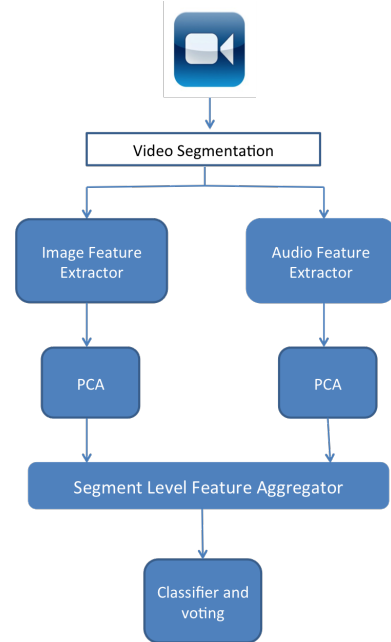 Video Segmentation
Image Feature
Extractor
Audio Feature
Extractor
PCA
PCA
Segment Level Feature Aggregator
Classifier and
voting